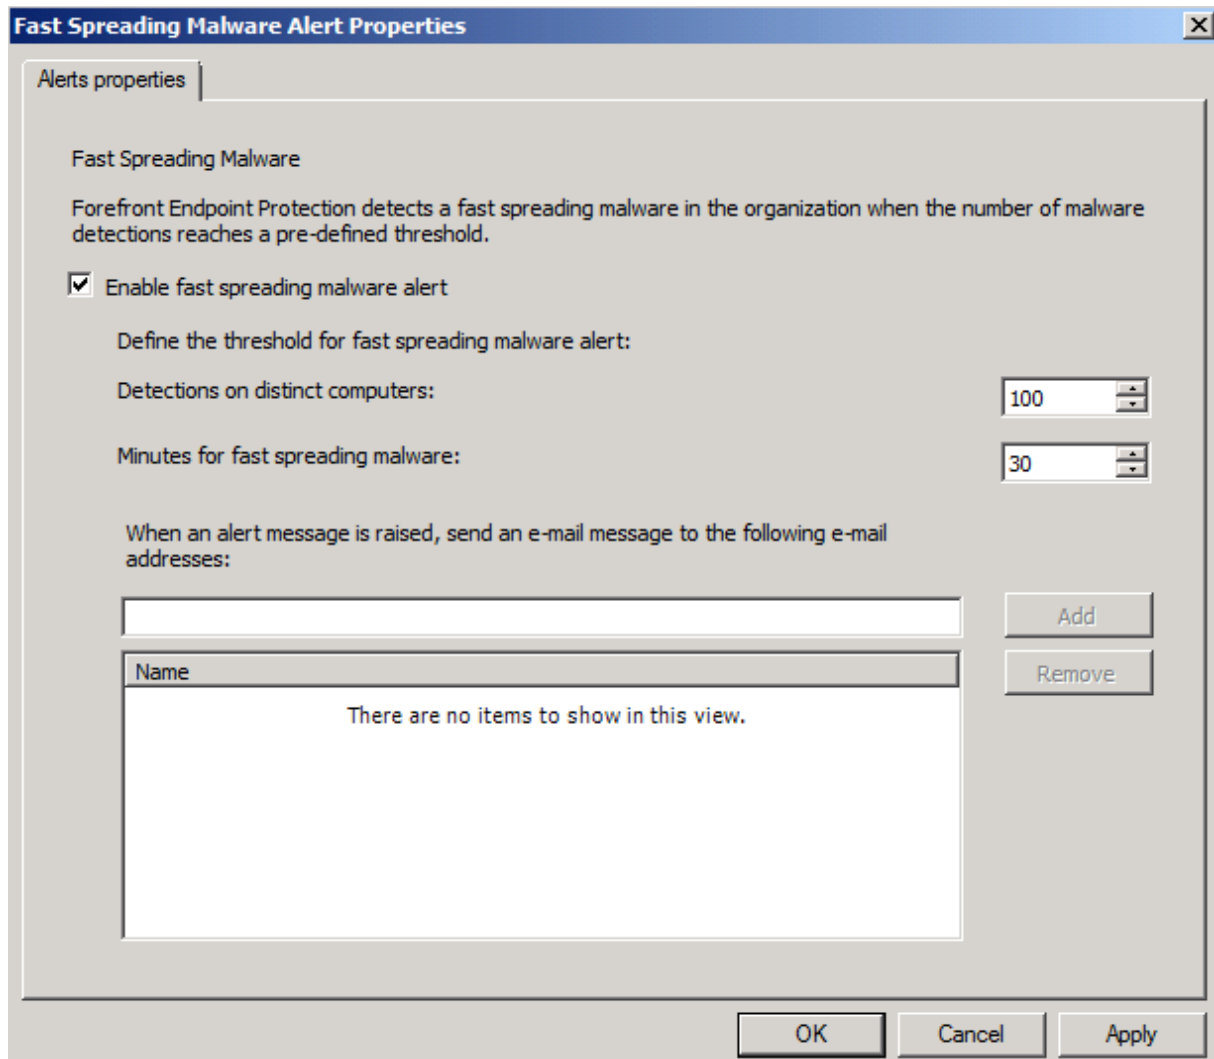 Fast Spreading Malware Alert Properties
Alerts properties
Fast Spreading Malware
Forefront Endpoint Protection detects a fast spreading malware in the organization when the number of malware
detections reaches a pre-defined threshold.
Enable fast spreading malware alert
Define the threshold for fast spreading malware alert:
Detections on distinct computers: 100
Minutes for fast spreading malware: 30
When an alert message is raised, send an e-mail message to the following e-mail
addresses:
Add
Name Remove
There are no items to show in this view.
OK Cancel Apply